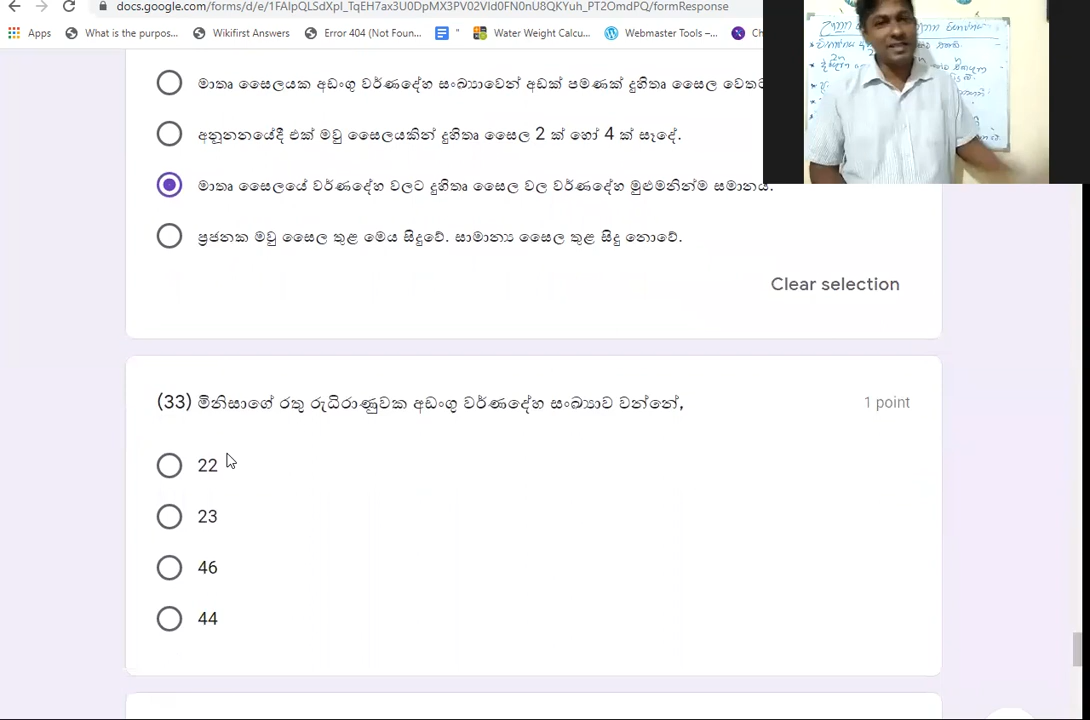 docs.google.com/forms/d/e/1FAIpQLSdXpl_TqEH7ax3U0DpMX3PV02VId0FN0nU8QKYuh_PT2OmdPQ/formResponse
Apps What is the purpos... Wikifirst Answers Error 404 (Not Foun... Water Weight Calcu... Webmaster Tools –...
මාතෘ සෛලයක අඩංගු වර්ණදේහ සංඛ්‍යාවෙන් අඩක් පමණක් දුහිතෘ සෛල
අනූනනයේදී එක් මවු සෛලයකින් දුහිතෘ සෛල 2 ක් හෝ 4 ක් සෑදේ.
මාතෘ සෛලයේ වර්ණදේහ වලට දුහිතෘ සෛල වල වර්ණදේහ මුළුමනින්ම සමානය.
ප්‍රජනක මවු සෛල තුළ මෙය සිදුවේ. සාමාන්‍ය සෛල තුළ සිදු නොවේ.
Clear selection
(33) මිනිසාගේ රතු රුධිරාණුවක අඩංගු වර්ණදේහ සංඛ්‍යාව වන්නේ,
1 point
22
23
46
44